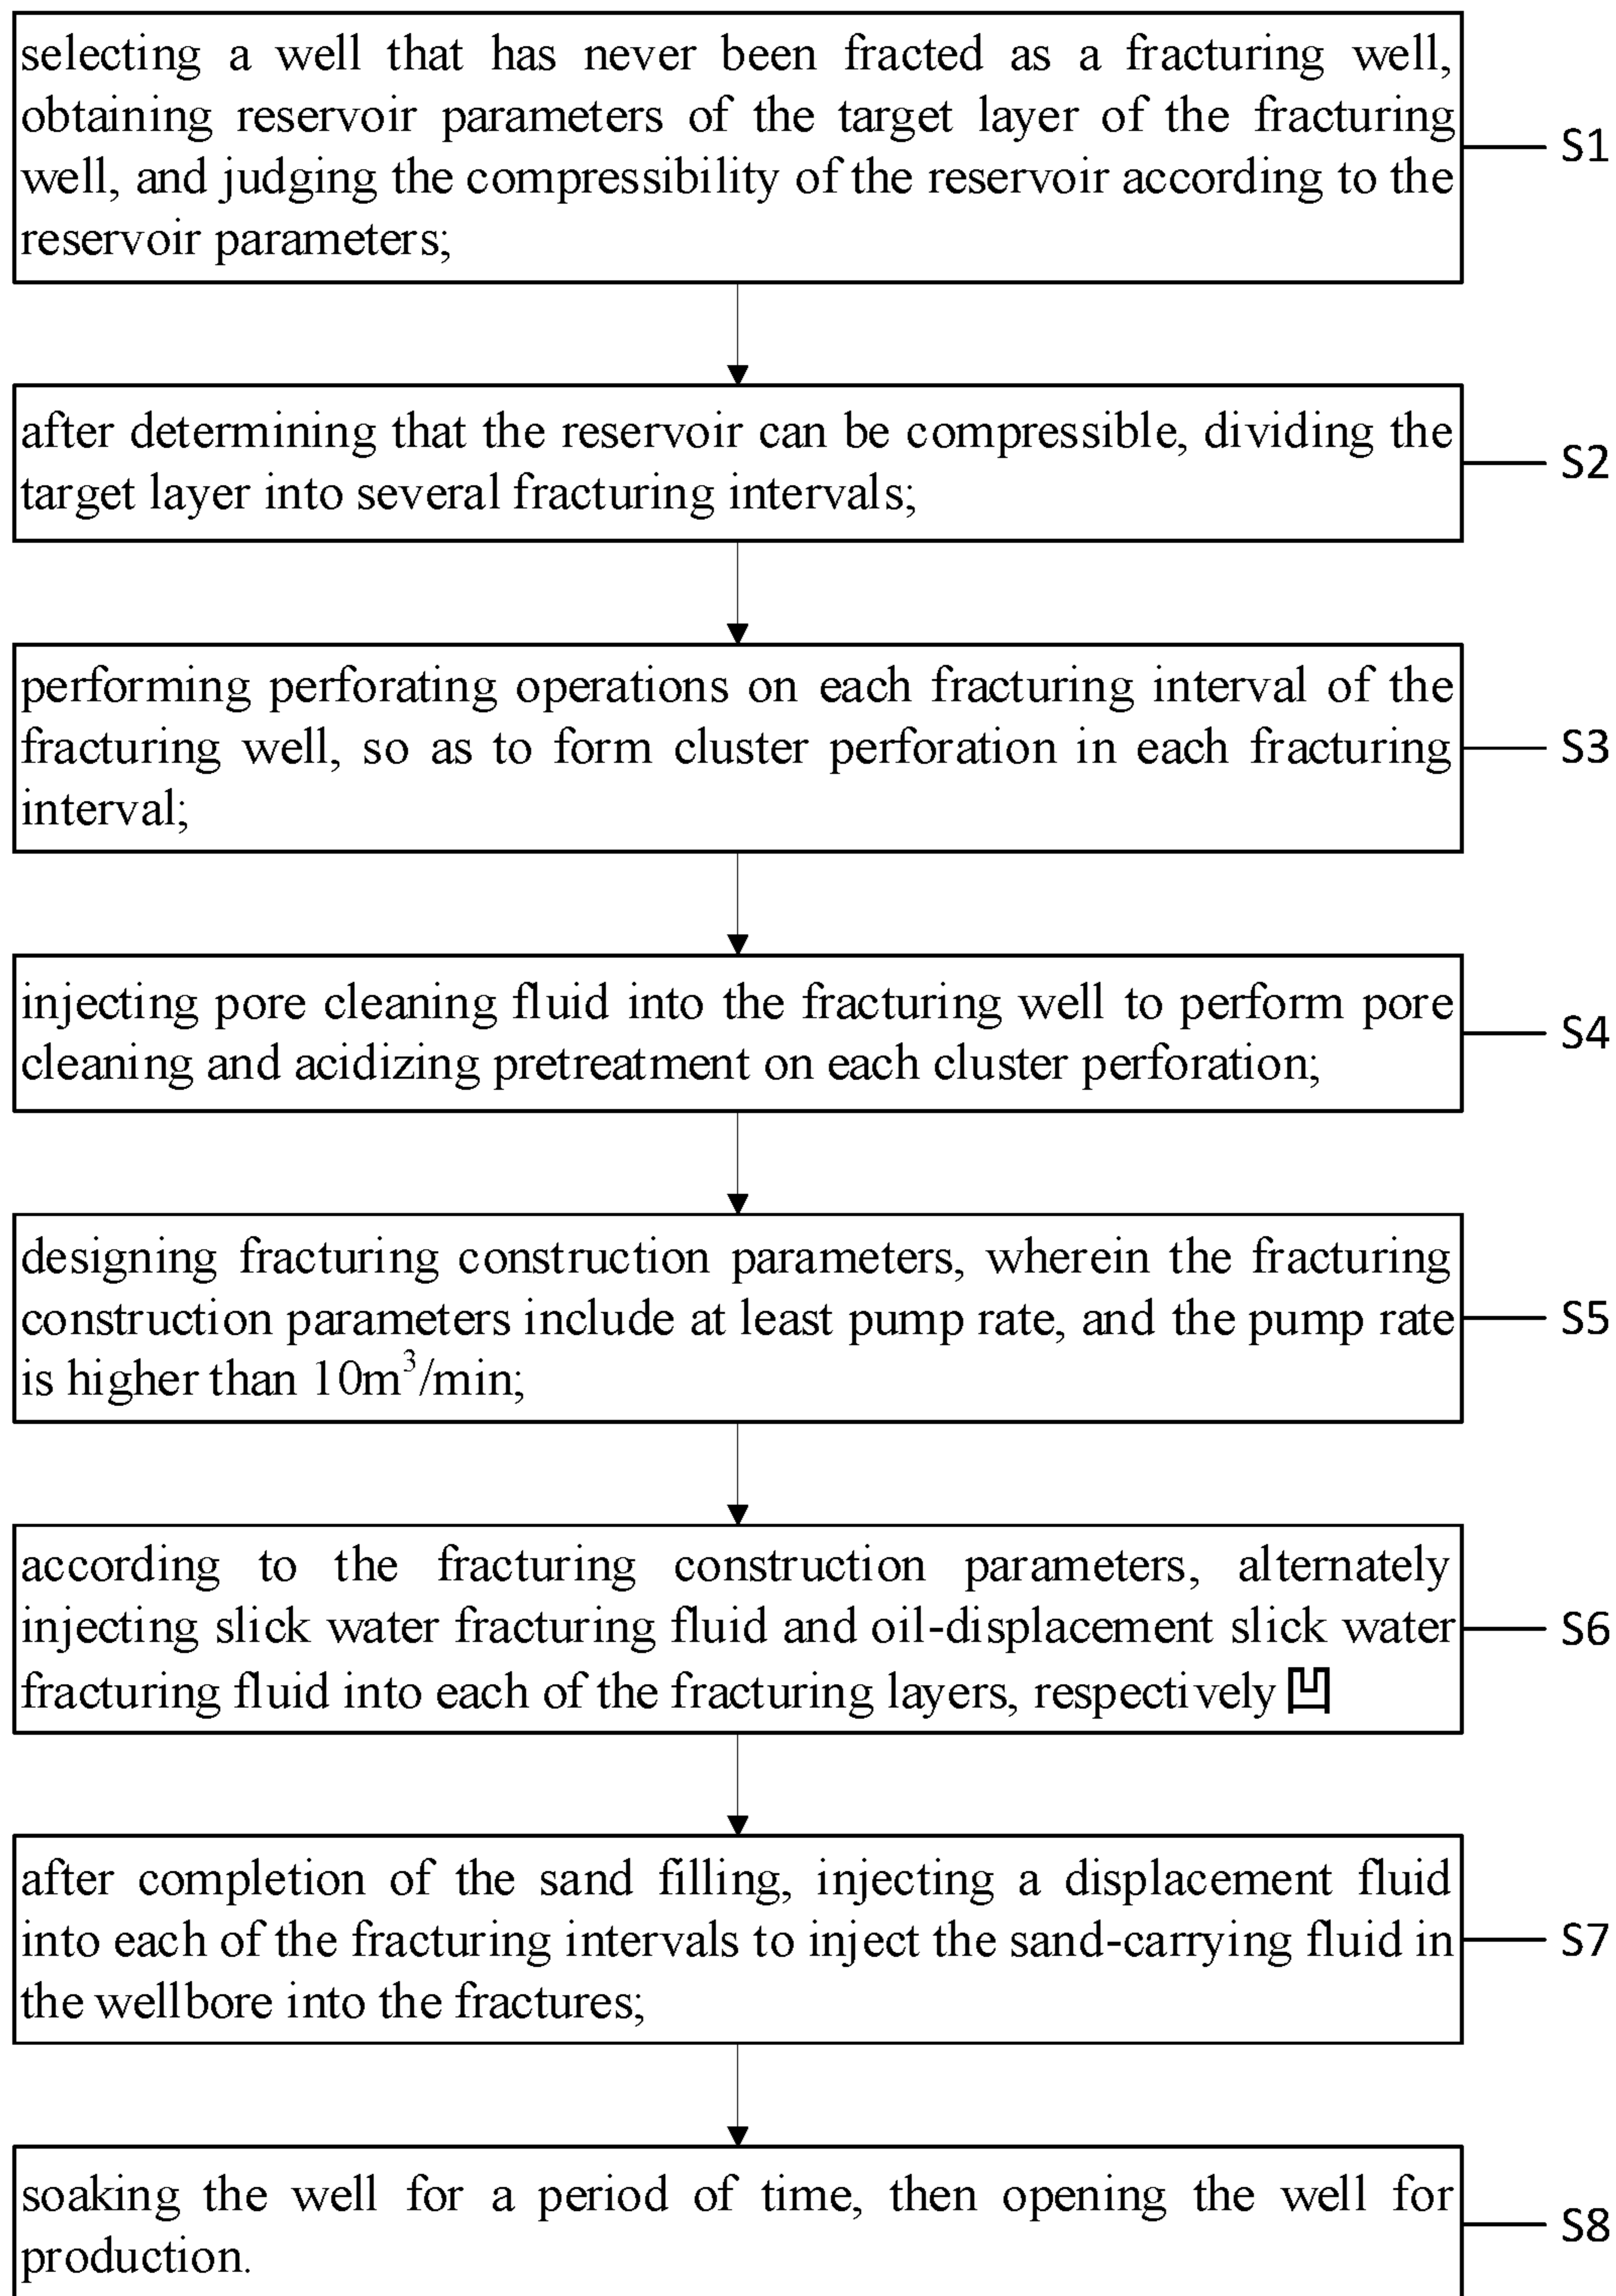 selecting a well that has never been fracted as a fracturing well,
obtaining reservoir parameters of the target layer of the fracturing
well, and judging the compressibility of the reservoir according to the
reservoir parameters;
S1
after determining that the reservoir can be compressible, dividing the
target layer into several fracturing intervals;
S2
performing perforating operations on each fracturing interval of the
fracturing well, so as to form cluster perforation in each fracturing
interval;
S3
injecting pore cleaning fluid into the fracturing well to perform pore
cleaning and acidizing pretreatment on each cluster perforation;
S4
designing fracturing construction parameters, wherein the fracturing
construction parameters include at least pump rate, and the pump rate
is higher than 10m³/min;
S5
according to the fracturing construction parameters, alternately
injecting slick water fracturing fluid and oil-displacement slick water
fracturing fluid into each of the fracturing layers, respectively 凹
S6
after completion of the sand filling, injecting a displacement fluid
into each of the fracturing intervals to inject the sand-carrying fluid in
the wellbore into the fractures;
S7
soaking the well for a period of time, then opening the well for
production.
S8